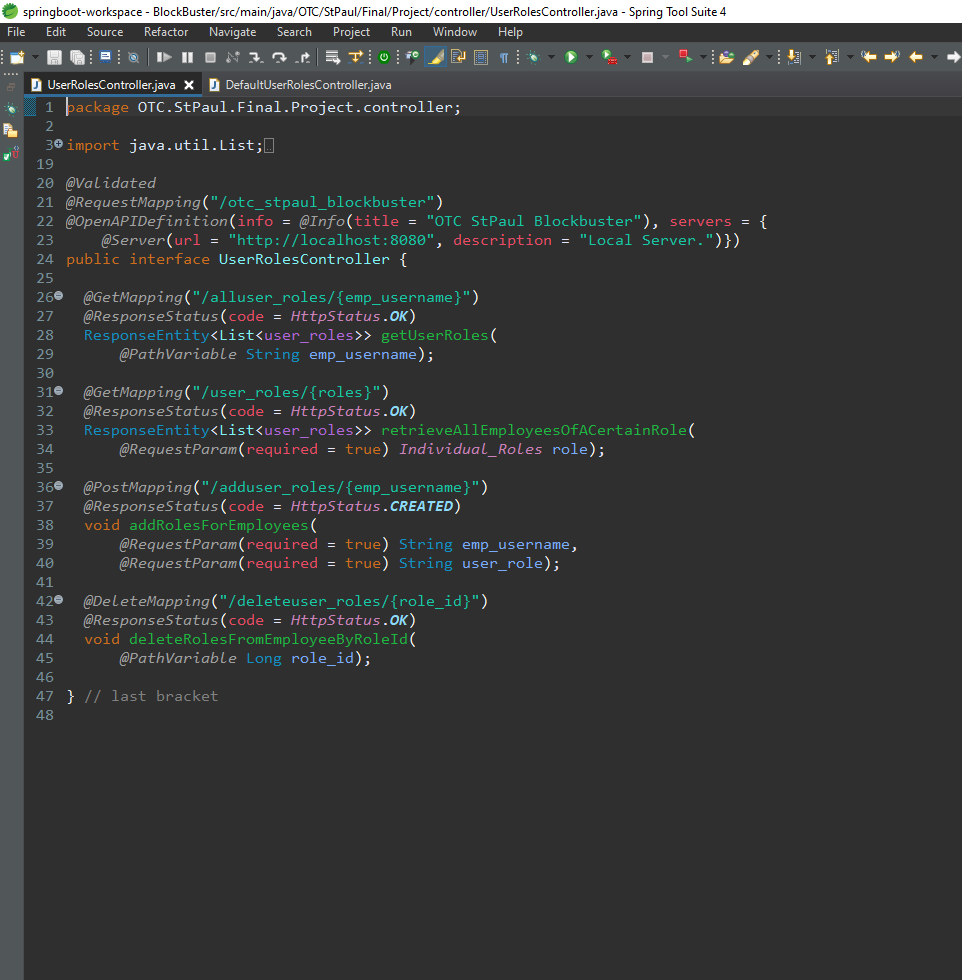 springboot-workspace - BlockBuster/src/main/java/OTC/StPaul/Final/Project/controller/UserRolesController.java - Spring Tool Suite 4
File Edit Source Refactor Navigate Search Project Run Window Help
UserRolesController.java DefaultUserRolesController.java
1 package OTC.StPaul.Final.Project.controller;
2
3 import java.util.List;
19
20 @Validated
21 @RequestMapping("/otc_stpaul_blockbuster")
22 @OpenAPIDefinition(info = @Info(title = "OTC StPaul Blockbuster"), servers = {
23     @Server(url = "http://localhost:8080", description = "Local Server.")})
24 public interface UserRolesController {
25
26   @GetMapping("/alluser_roles/{emp_username}")
27   @ResponseStatus(code = HttpStatus.OK)
28   ResponseEntity<List<user_roles>> getUserRoles(
29       @PathVariable String emp_username);
30
31   @GetMapping("/user_roles/{roles}")
32   @ResponseStatus(code = HttpStatus.OK)
33   ResponseEntity<List<user_roles>> retrieveAllEmployeesOfACertainRole(
34       @RequestParam(required = true) Individual_Roles role);
35
36   @PostMapping("/adduser_roles/{emp_username}")
37   @ResponseStatus(code = HttpStatus.CREATED)
38   void addRolesForEmployees(
39       @RequestParam(required = true) String emp_username,
40       @RequestParam(required = true) String user_role);
41
42   @DeleteMapping("/deleteuser_roles/{role_id}")
43   @ResponseStatus(code = HttpStatus.OK)
44   void deleteRolesFromEmployeeByRoleId(
45       @PathVariable Long role_id);
46
47 } // last bracket
48